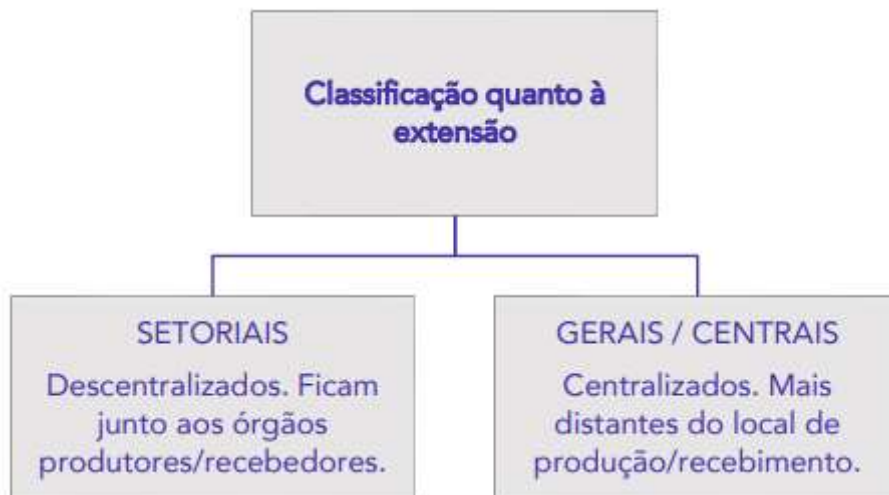 Classificação quanto à
extensão
SETORIAIS
Descentralizados. Ficam
junto aos órgãos
produtores/recebedores.
GERAIS / CENTRAIS
Centralizados. Mais
distantes do local de
produção/recebimento.